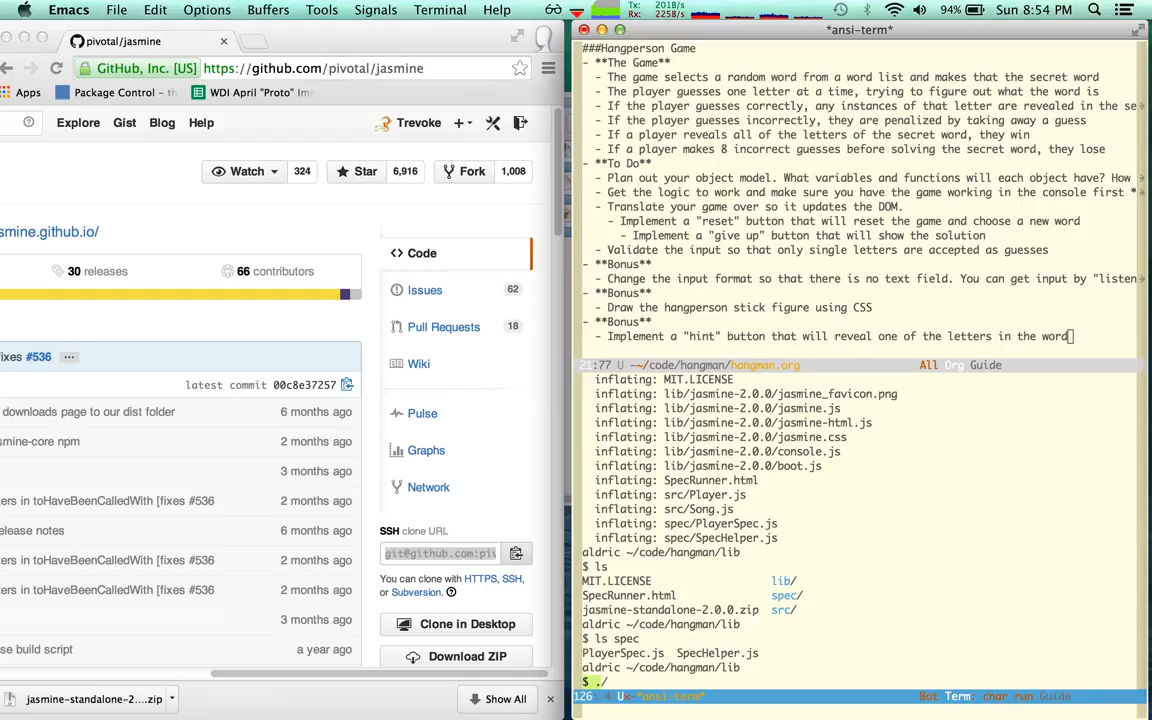 Emacs File Edit Options Buffers Tools Signals Terminal Help Tx: 201B/s Rx: 225B/s 94% Sun 8:54 PM
pivotal/jasmine
GitHub, Inc. [US] https://github.com/pivotal/jasmine
Apps Package Control - th WDI April "Proto" Im
Explore Gist Blog Help Trevoke
Watch 324 Star 6,916 Fork 1,008
smine.github.io/
30 releases 66 contributors
fixes #536 ...
latest commit 00c8e37257
downloads page to our dist folder 6 months ago
smine-core npm 2 months ago
3 months ago
ters in toHaveBeenCalledWith [fixes #536 2 months ago
elease notes 6 months ago
ters in toHaveBeenCalledWith [fixes #536 2 months ago
ters in toHaveBeenCalledWith [fixes #536 2 months ago
3 months ago
se build script a year ago
Code
Issues 62
Pull Requests 18
Wiki
Pulse
Graphs
Network
SSH clone URL
git@github.com:piv
You can clone with HTTPS, SSH,
or Subversion.
Clone in Desktop
Download ZIP
jasmine-standalone-2....zip Show All
*ansi-term*
###Hangperson Game
- **The Game**
- The game selects a random word from a word list and makes that the secret word
- The player guesses one letter at a time, trying to figure out what the word is
- If the player guesses correctly, any instances of that letter are revealed in the se
- If the player guesses incorrectly, they are penalized by taking away a guess
- If a player reveals all of the letters of the secret word, they win
- If a player makes 8 incorrect guesses before solving the secret word, they lose
- **To Do**
- Plan out your object model. What variables and functions will each object have? How
- Get the logic to work and make sure you have the game working in the console first *
- Translate your game over so it updates the DOM.
- Implement a "reset" button that will reset the game and choose a new word
- Implement a "give up" button that will show the solution
- Validate the input so that only single letters are accepted as guesses
- **Bonus**
- Change the input format so that there is no text field. You can get input by "listen
- **Bonus**
- Draw the hangperson stick figure using CSS
- **Bonus**
- Implement a "hint" button that will reveal one of the letters in the word
21:77 U -~/code/hangman/hangman.org All Org Guide
inflating: MIT.LICENSE
inflating: lib/jasmine-2.0.0/jasmine_favicon.png
inflating: lib/jasmine-2.0.0/jasmine.js
inflating: lib/jasmine-2.0.0/jasmine-html.js
inflating: lib/jasmine-2.0.0/jasmine.css
inflating: lib/jasmine-2.0.0/console.js
inflating: lib/jasmine-2.0.0/boot.js
inflating: SpecRunner.html
inflating: src/Player.js
inflating: src/Song.js
inflating: spec/PlayerSpec.js
inflating: spec/SpecHelper.js
aldric ~/code/hangman/lib
$ ls
MIT.LICENSE lib/
SpecRunner.html spec/
jasmine-standalone-2.0.0.zip src/
aldric ~/code/hangman/lib
$ ls spec
PlayerSpec.js SpecHelper.js
aldric ~/code/hangman/lib
$ ./
126: 4 U *ansi-term* Bot Term: char run Guide